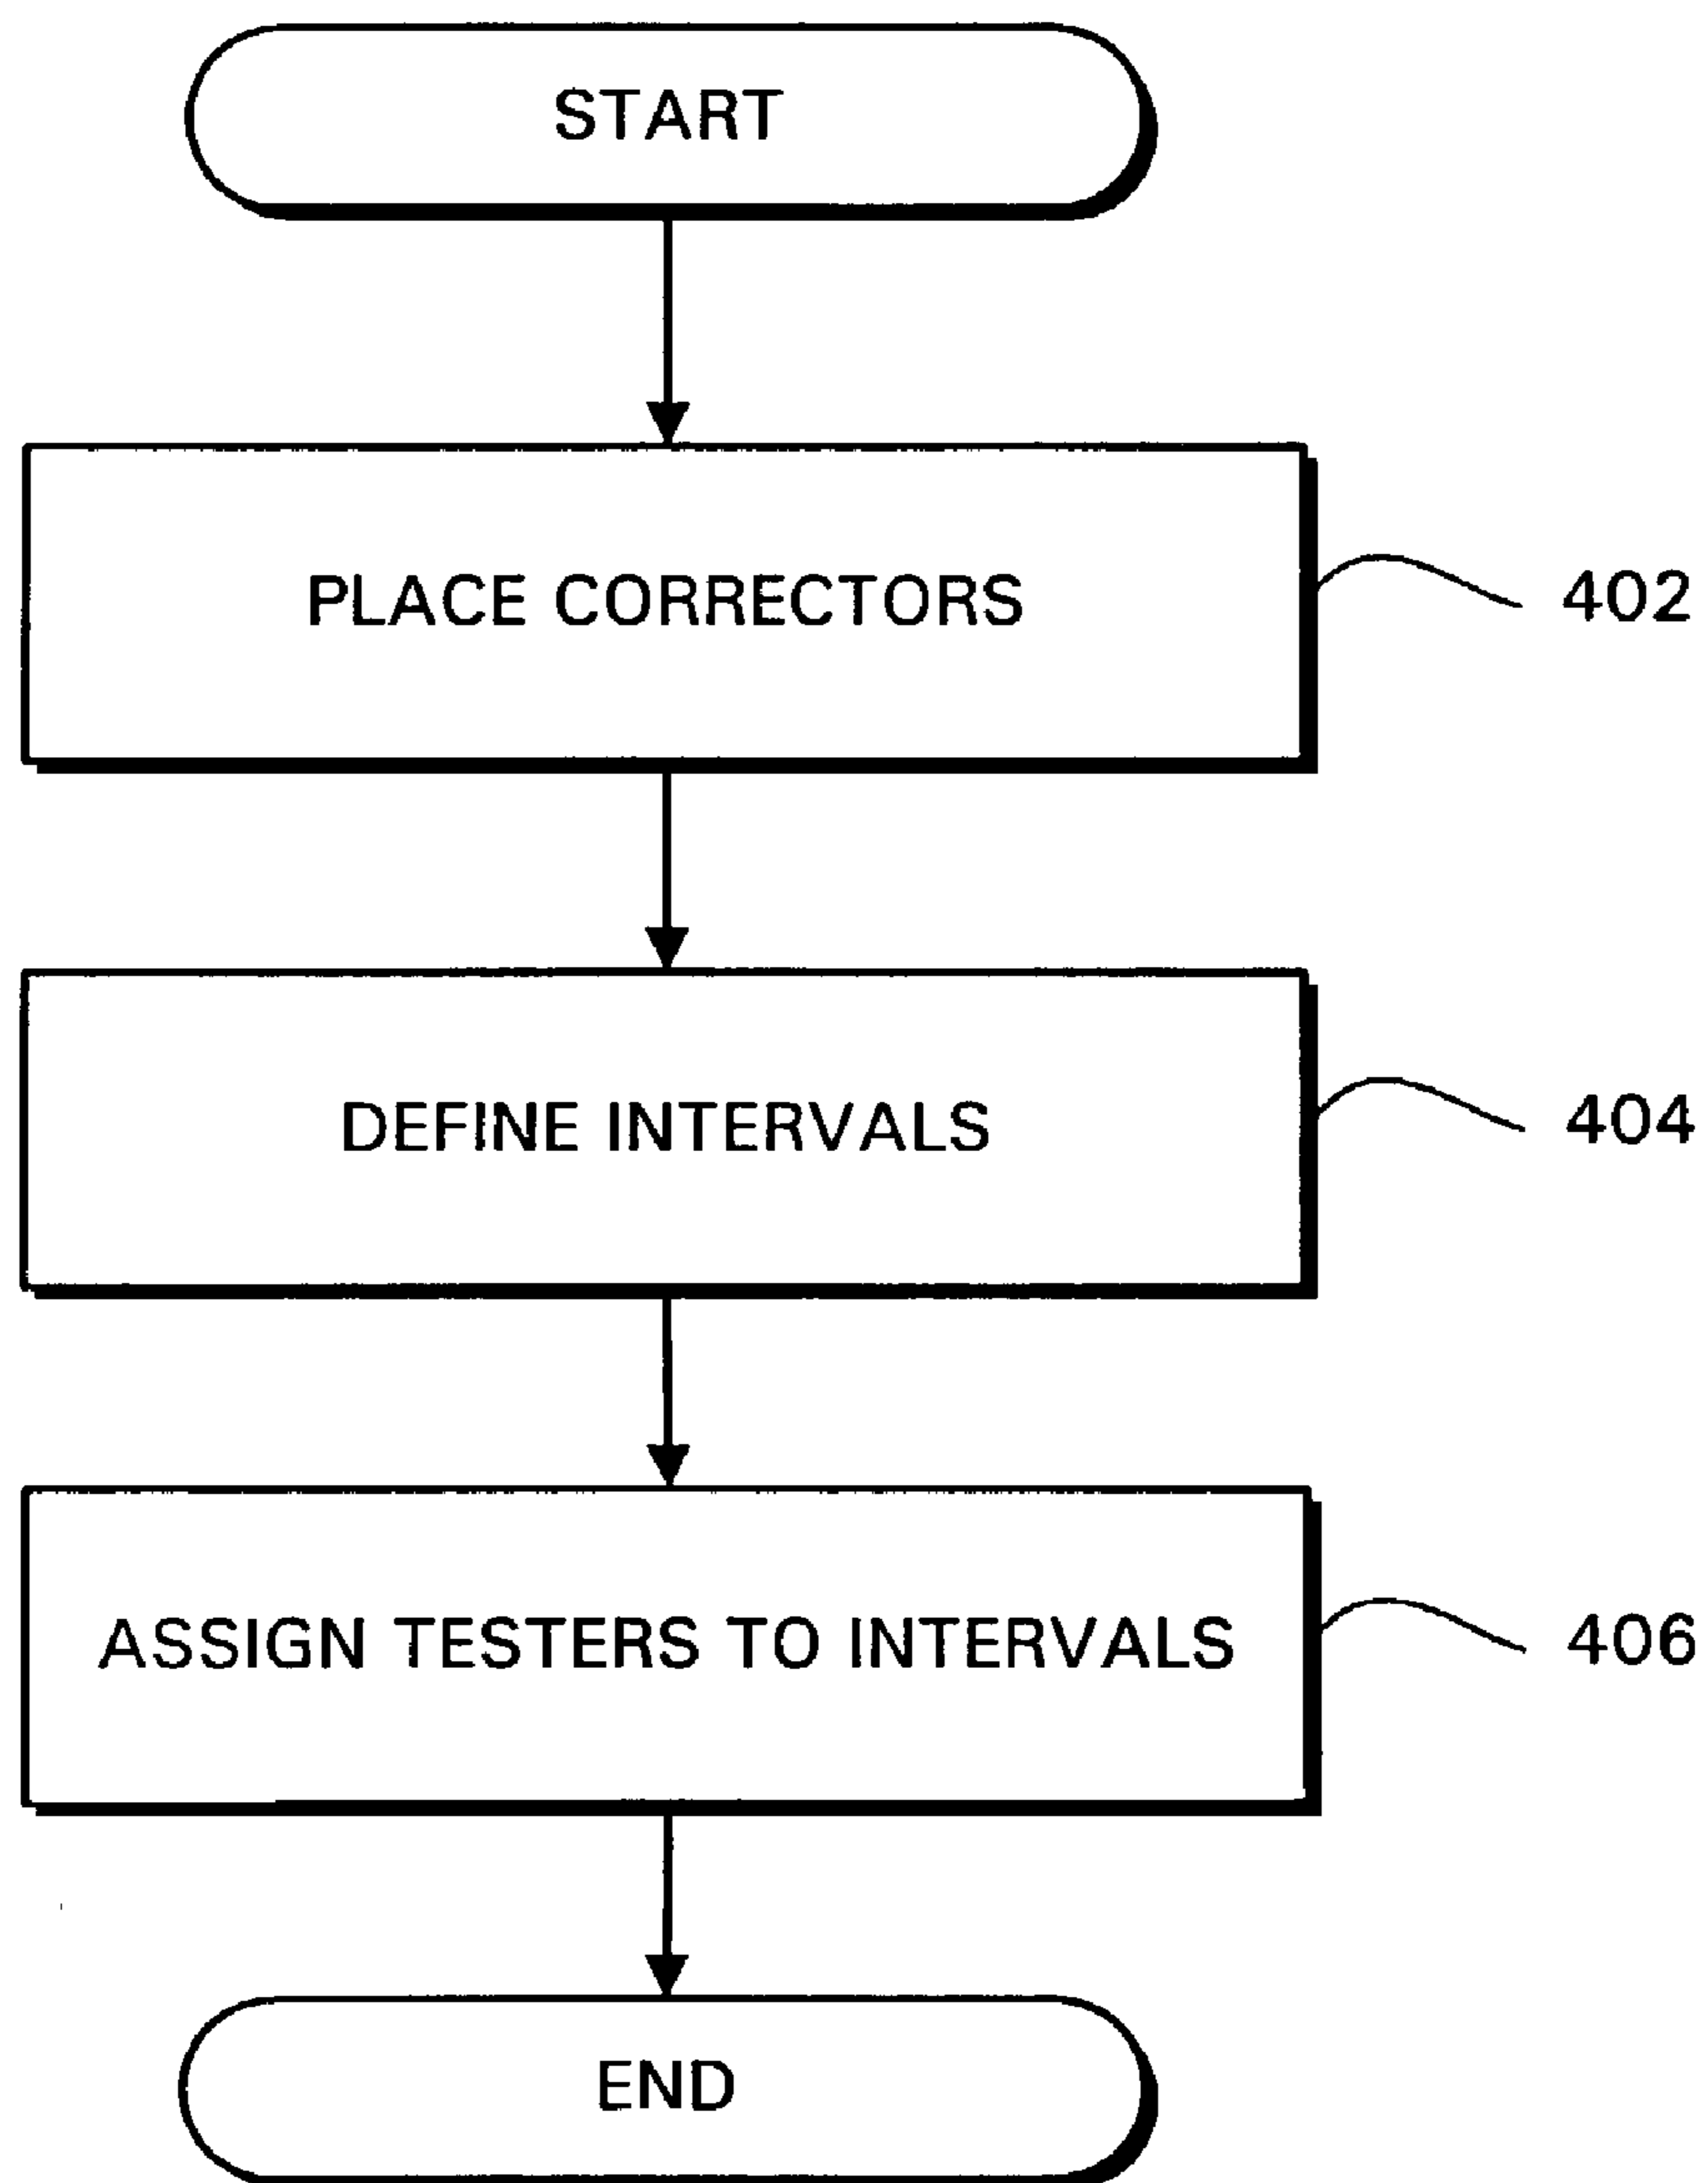 START
PLACE CORRECTORS
402
DEFINE INTERVALS
404
ASSIGN TESTERS TO INTERVALS
406
END